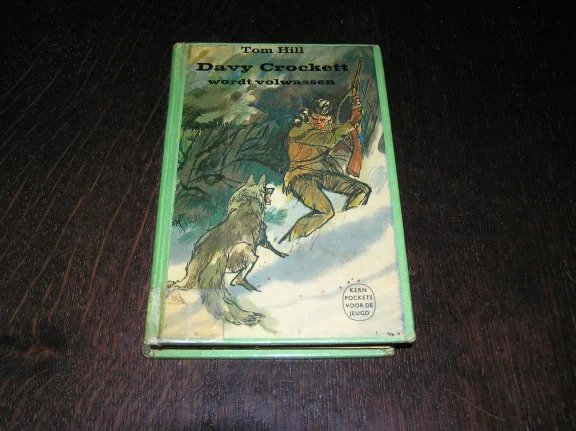 Tom Hill
Davy Crockett
wordt volwassen
KERN
POCKETS
VOOR DE
JEUGD